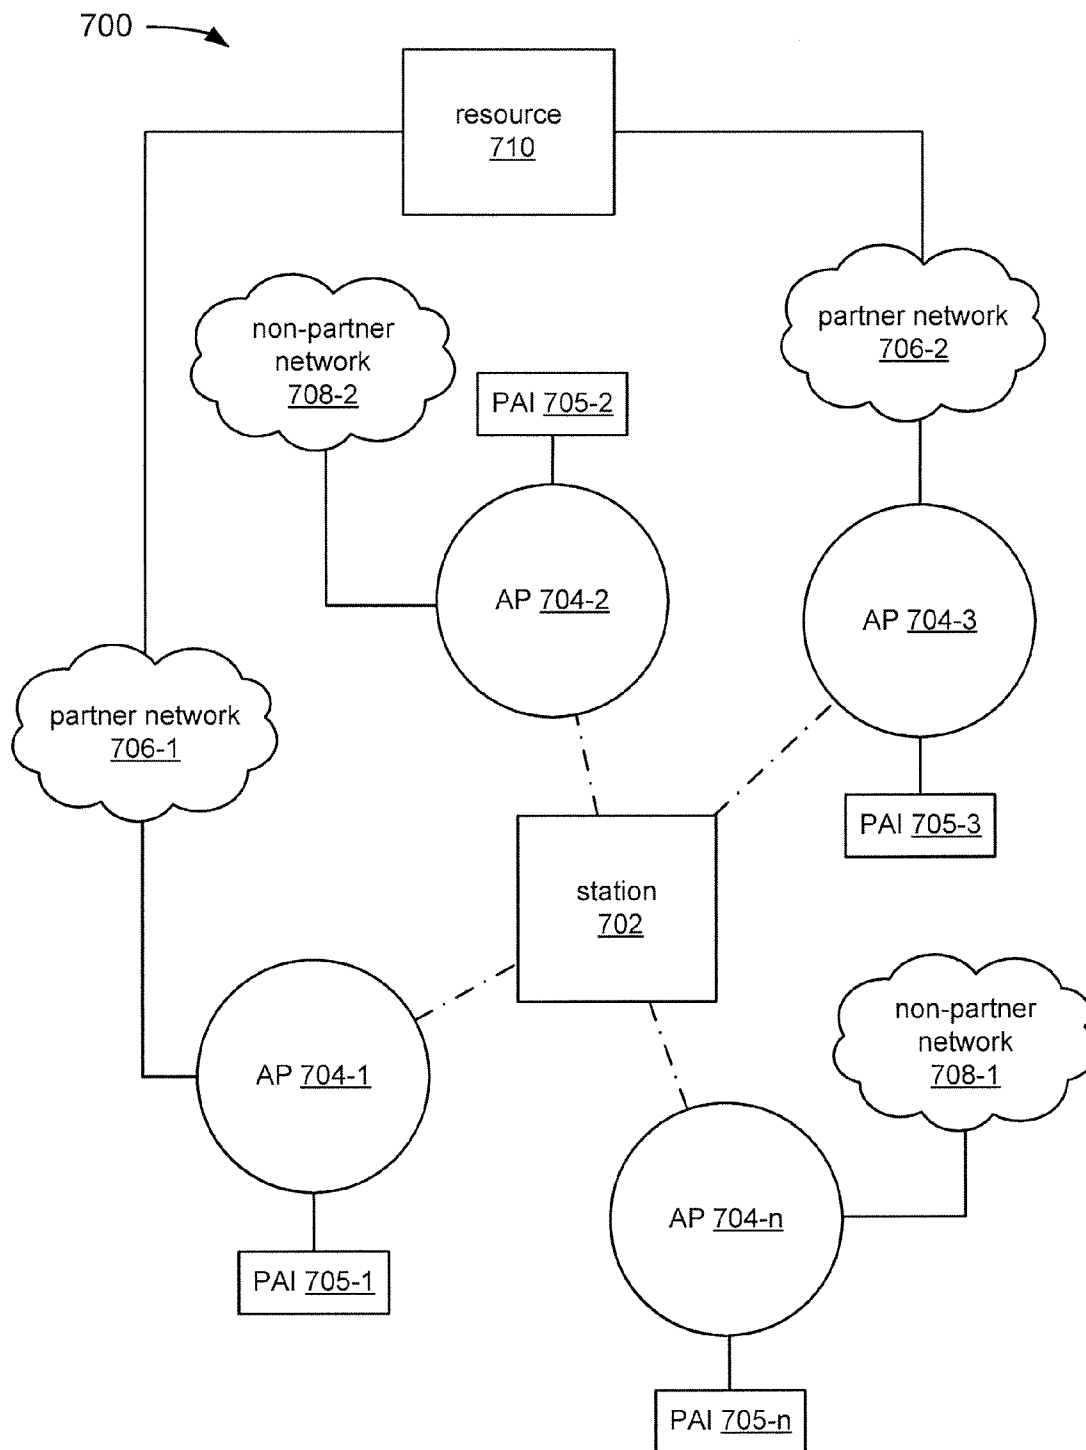 700
resource
710
non-partner
network
708-2
partner network
706-2
PAI 705-2
AP 704-2
AP 704-3
partner network
706-1
PAI 705-3
station
702
non-partner
network
708-1
AP 704-1
AP 704-n
PAI 705-1
PAI 705-n